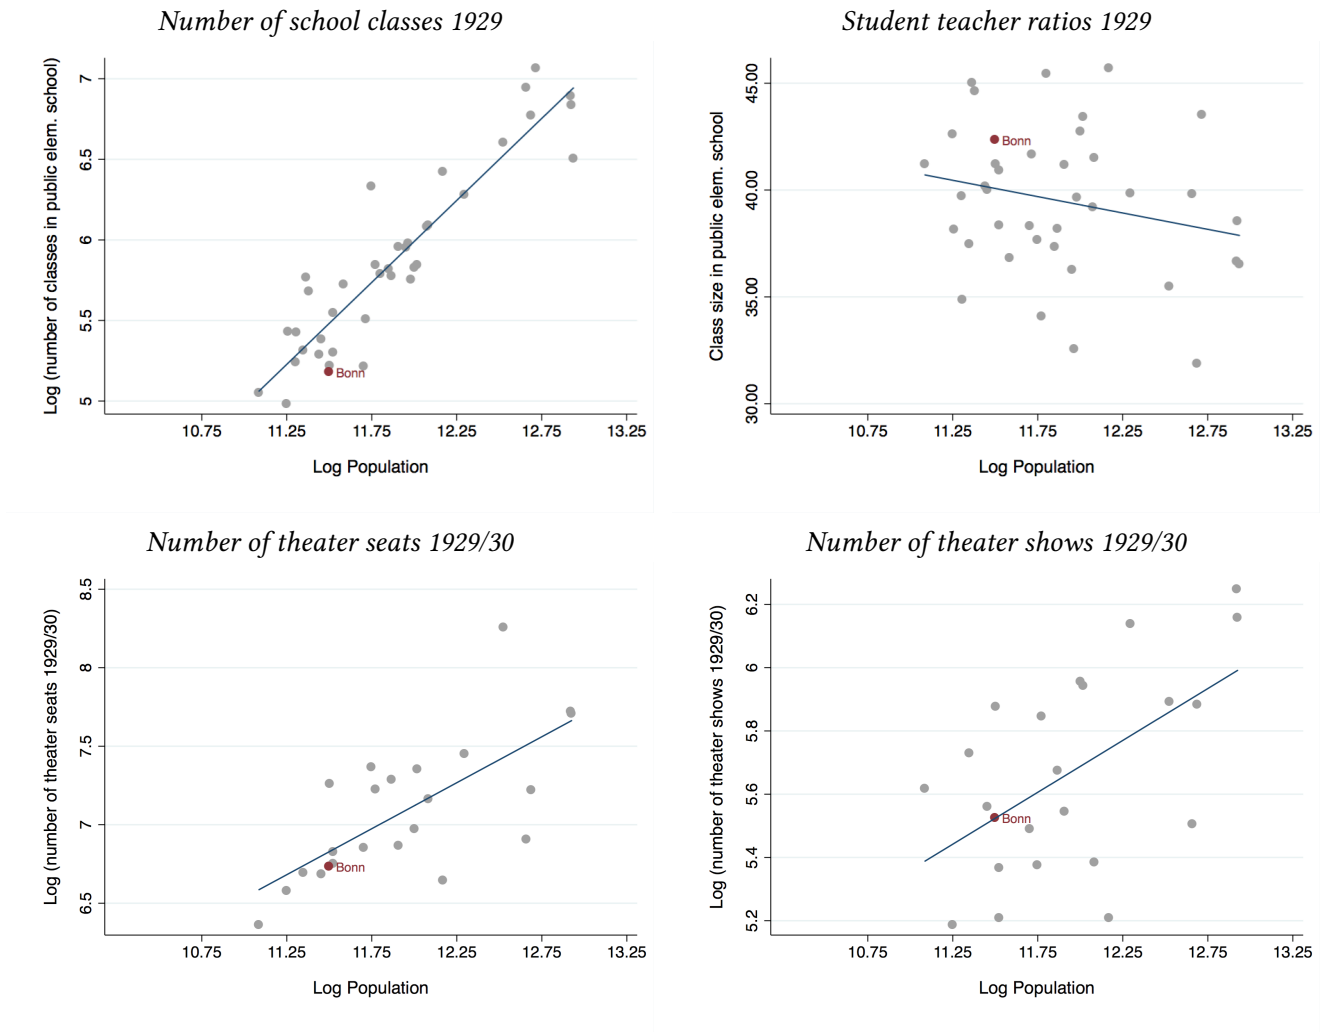 Number of school classes 1929
Log (number of classes in public elem. school)
7
6.5
6
5.5
5
Bonn
10.75 11.25 11.75 12.25 12.75 13.25
Log Population
Student teacher ratios 1929
Class size in public elem. school
45.00
40.00
35.00
30.00
Bonn
10.75 11.25 11.75 12.25 12.75 13.25
Log Population
Number of theater seats 1929/30
Log (number of theater seats 1929/30)
8.5
8
7.5
7
6.5
Bonn
10.75 11.25 11.75 12.25 12.75 13.25
Log Population
Number of theater shows 1929/30
Log (number of theater shows 1929/30)
6.2
6
5.8
5.6
5.4
5.2
Bonn
10.75 11.25 11.75 12.25 12.75 13.25
Log Population